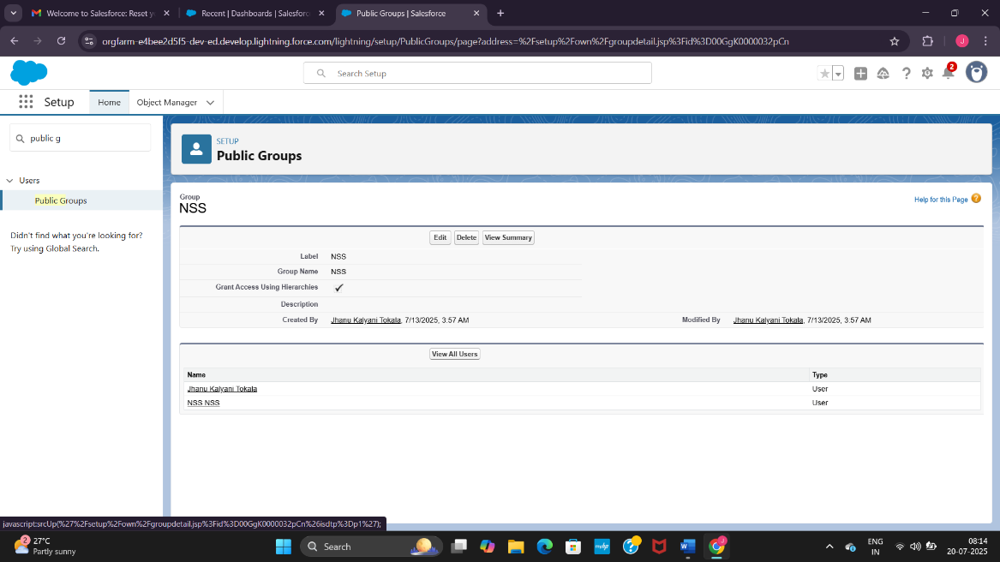 Welcome to Salesforce: Reset yo
Recent | Dashboards | Salesforc
Public Groups | Salesforce
orgfarm-e4bee2d5f5-dev-ed.develop.lightning.force.com/lightning/setup/PublicGroups/page?address=%2Fsetup%2Fown%2Fgroupdetail.jsp%3Fid%3D00GgK0000032pCn
J
Search Setup
2
Setup
Home
Object Manager
public g
Users
Public Groups
Didn't find what you're looking for?
Try using Global Search.
SETUP
Public Groups
Group
NSS
Help for this Page
Edit
Delete
View Summary
Label NSS
Group Name NSS
Grant Access Using Hierarchies
Description
Created By Jhanu Kalyani Tokala, 7/13/2025, 3:57 AM
Modified By Jhanu Kalyani Tokala, 7/13/2025, 3:57 AM
View All Users
Name Type
Jhanu Kalyani Tokala User
NSS NSS User
javascript:srcUp(%27%2Fsetup%2Fown%2Fgroupdetail.jsp%3Fid%3D00GgK0000032pCn%26isdtp%3Dp1%27);
2
27°C
Partly sunny
Search
myhp
J
ENG
IN
08:14
20-07-2025